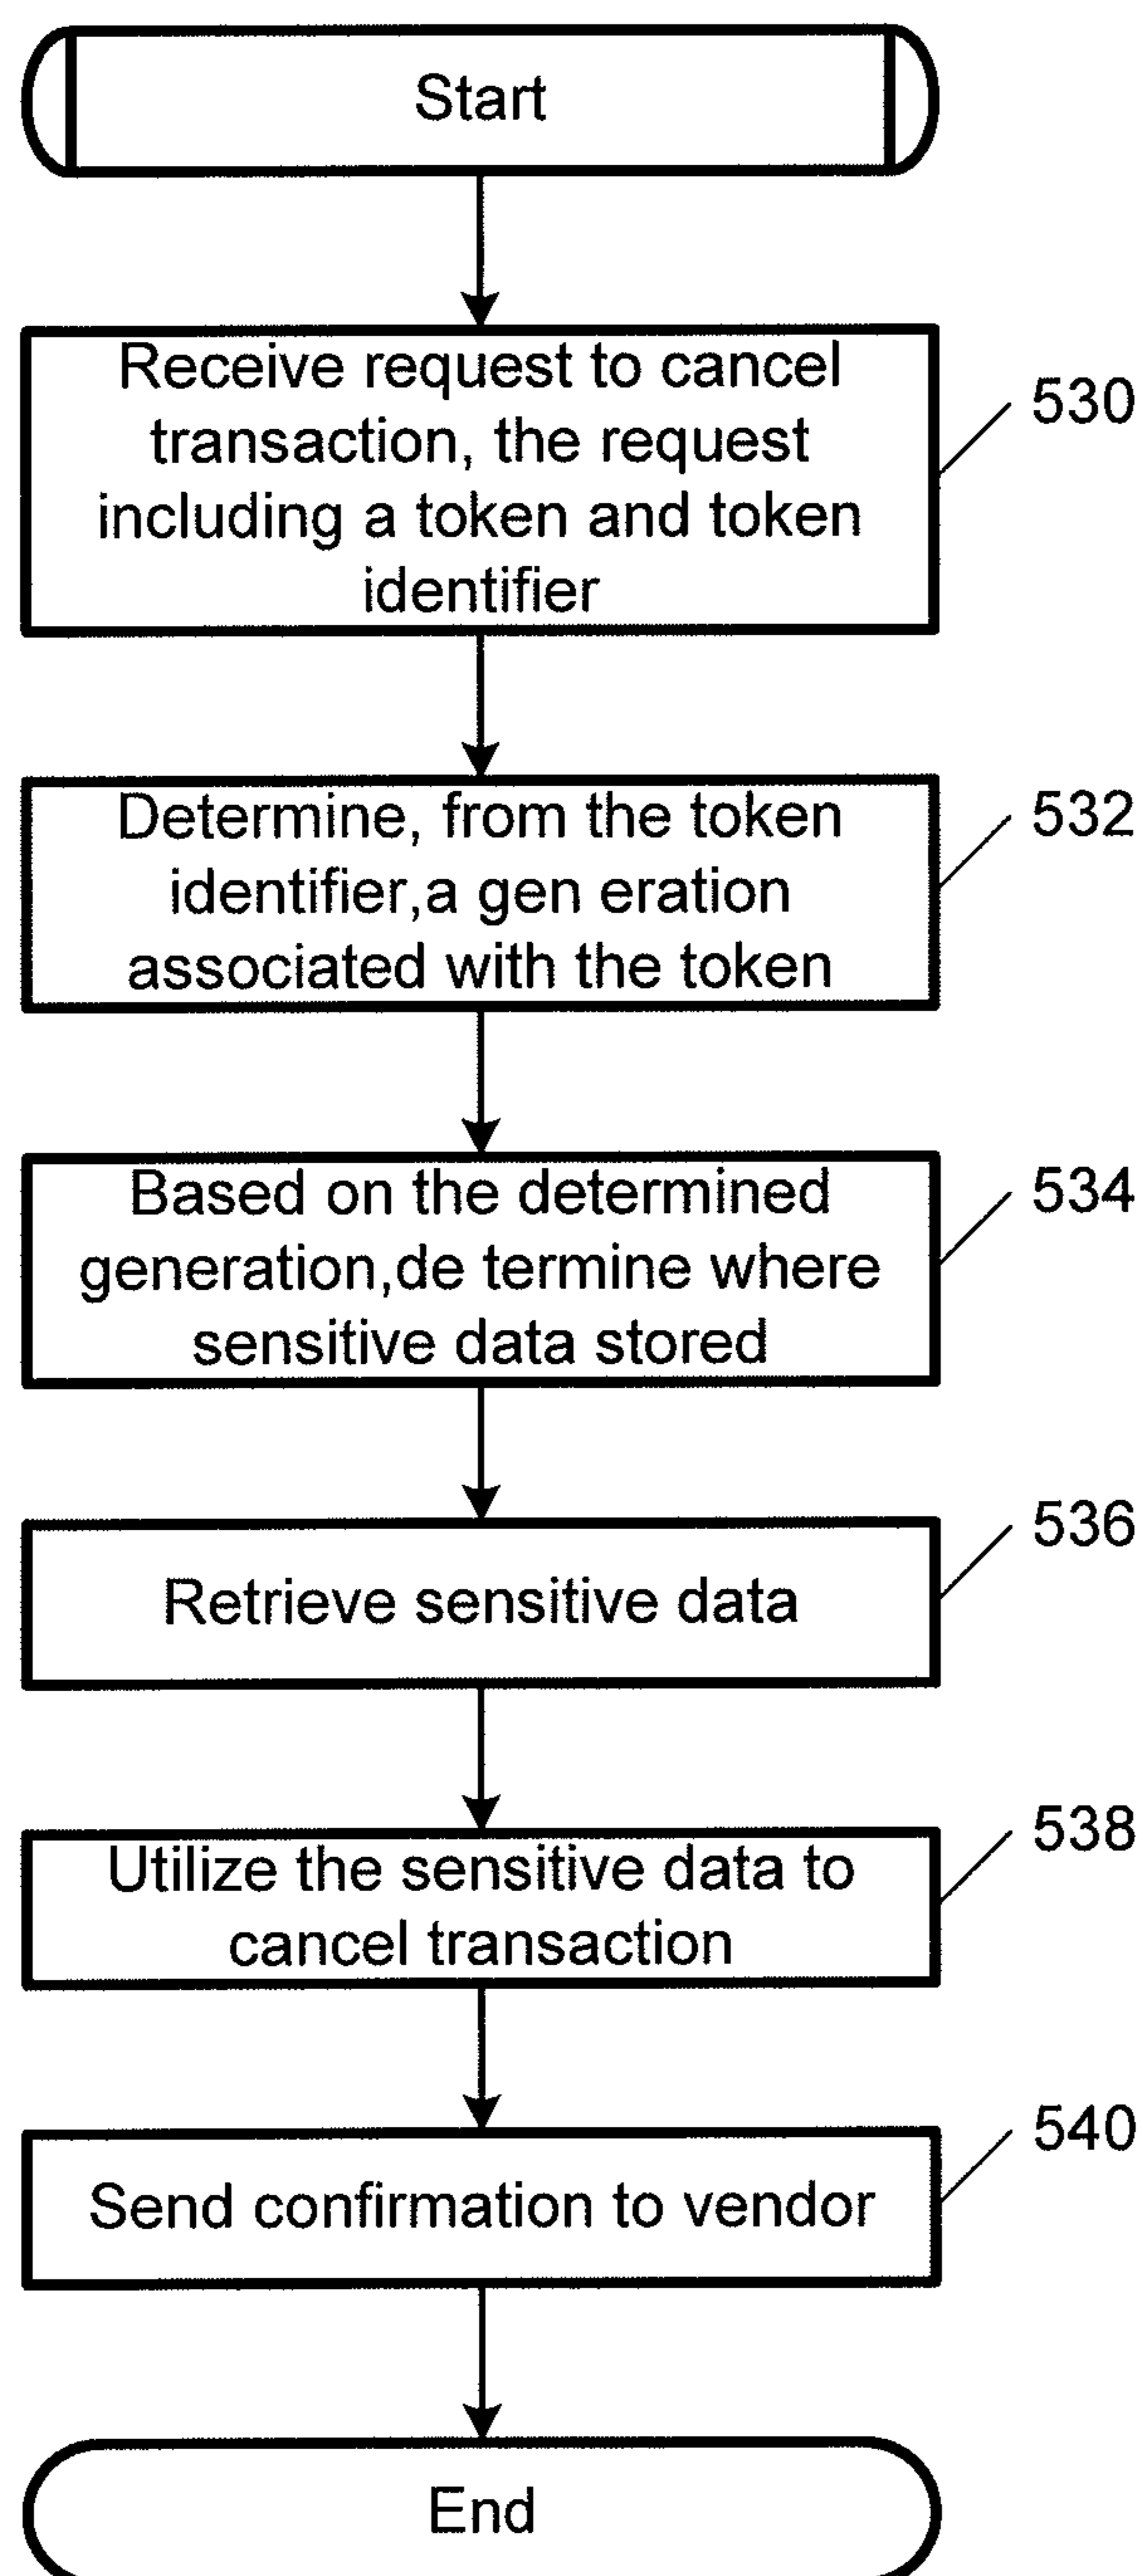 Start
Receive request to cancel
transaction, the request
including a token and token
identifier
530
Determine, from the token
identifier,a gen eration
associated with the token
532
Based on the determined
generation,de termine where
sensitive data stored
534
Retrieve sensitive data
536
Utilize the sensitive data to
cancel transaction
538
Send confirmation to vendor
540
End